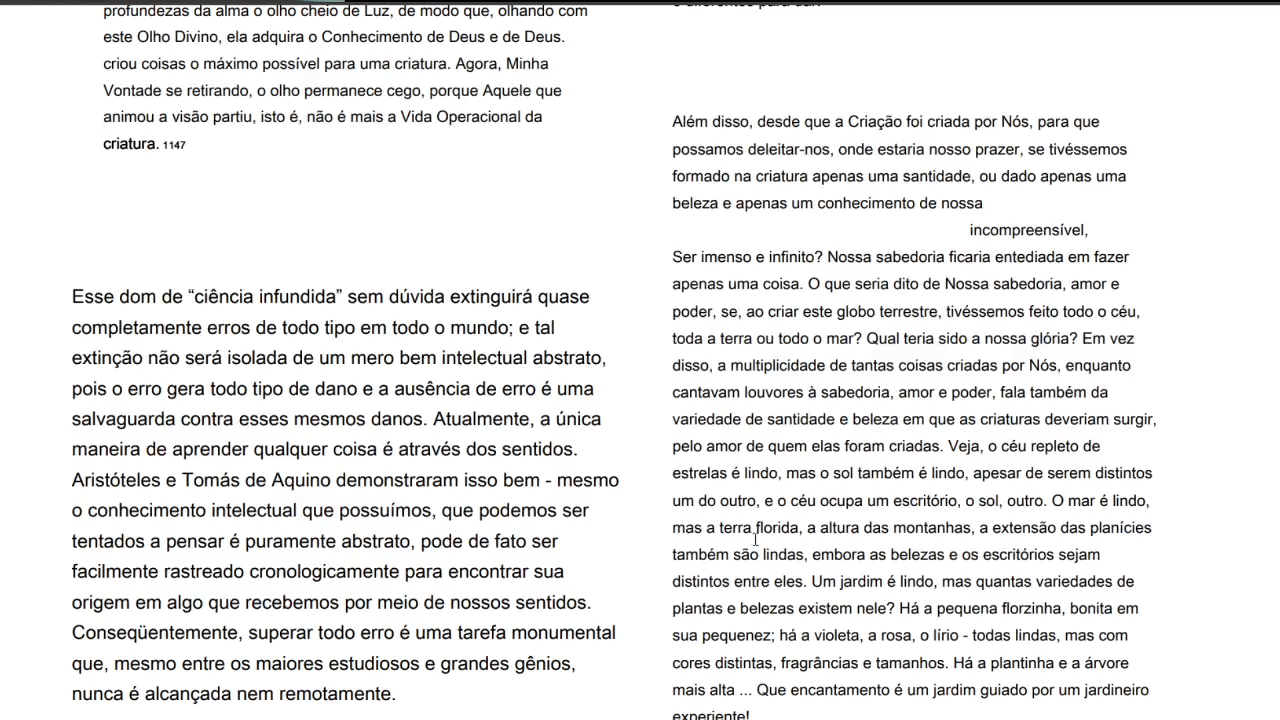 profundezas da alma o olho cheio de Luz, de modo que, olhando com
este Olho Divino, ela adquira o Conhecimento de Deus e de Deus.
criou coisas o máximo possível para uma criatura. Agora, Minha
Vontade se retirando, o olho permanece cego, porque Aquele que
animou a visão partiu, isto é, não é mais a Vida Operacional da
criatura. 1147
Esse dom de “ciência infundida” sem dúvida extinguirá quase
completamente erros de todo tipo em todo o mundo; e tal
extinção não será isolada de um mero bem intelectual abstrato,
pois o erro gera todo tipo de dano e a ausência de erro é uma
salvaguarda contra esses mesmos danos. Atualmente, a única
maneira de aprender qualquer coisa é através dos sentidos.
Aristóteles e Tomás de Aquino demonstraram isso bem - mesmo
o conhecimento intelectual que possuímos, que podemos ser
tentados a pensar é puramente abstrato, pode de fato ser
facilmente rastreado cronologicamente para encontrar sua
origem em algo que recebemos por meio de nossos sentidos.
Conseqüentemente, superar todo erro é uma tarefa monumental
que, mesmo entre os maiores estudiosos e grandes gênios,
nunca é alcançada nem remotamente.
Além disso, desde que a Criação foi criada por Nós, para que
possamos deleitar-nos, onde estaria nosso prazer, se tivéssemos
formado na criatura apenas uma santidade, ou dado apenas uma
beleza e apenas um conhecimento de nossa
incompreensível,
Ser imenso e infinito? Nossa sabedoria ficaria entediada em fazer
apenas uma coisa. O que seria dito de Nossa sabedoria, amor e
poder, se, ao criar este globo terrestre, tivéssemos feito todo o céu,
toda a terra ou todo o mar? Qual teria sido a nossa glória? Em vez
disso, a multiplicidade de tantas coisas criadas por Nós, enquanto
cantavam louvores à sabedoria, amor e poder, fala também da
variedade de santidade e beleza em que as criaturas deveriam surgir,
pelo amor de quem elas foram criadas. Veja, o céu repleto de
estrelas é lindo, mas o sol também é lindo, apesar de serem distintos
um do outro, e o céu ocupa um escritório, o sol, outro. O mar é lindo,
mas a terra florida, a altura das montanhas, a extensão das planícies
também são lindas, embora as belezas e os escritórios sejam
distintos entre eles. Um jardim é lindo, mas quantas variedades de
plantas e belezas existem nele? Há a pequena florzinha, bonita em
sua pequenez; há a violeta, a rosa, o lírio - todas lindas, mas com
cores distintas, fragrâncias e tamanhos. Há a plantinha e a árvore
mais alta ... Que encantamento é um jardim guiado por um jardineiro
experiente!